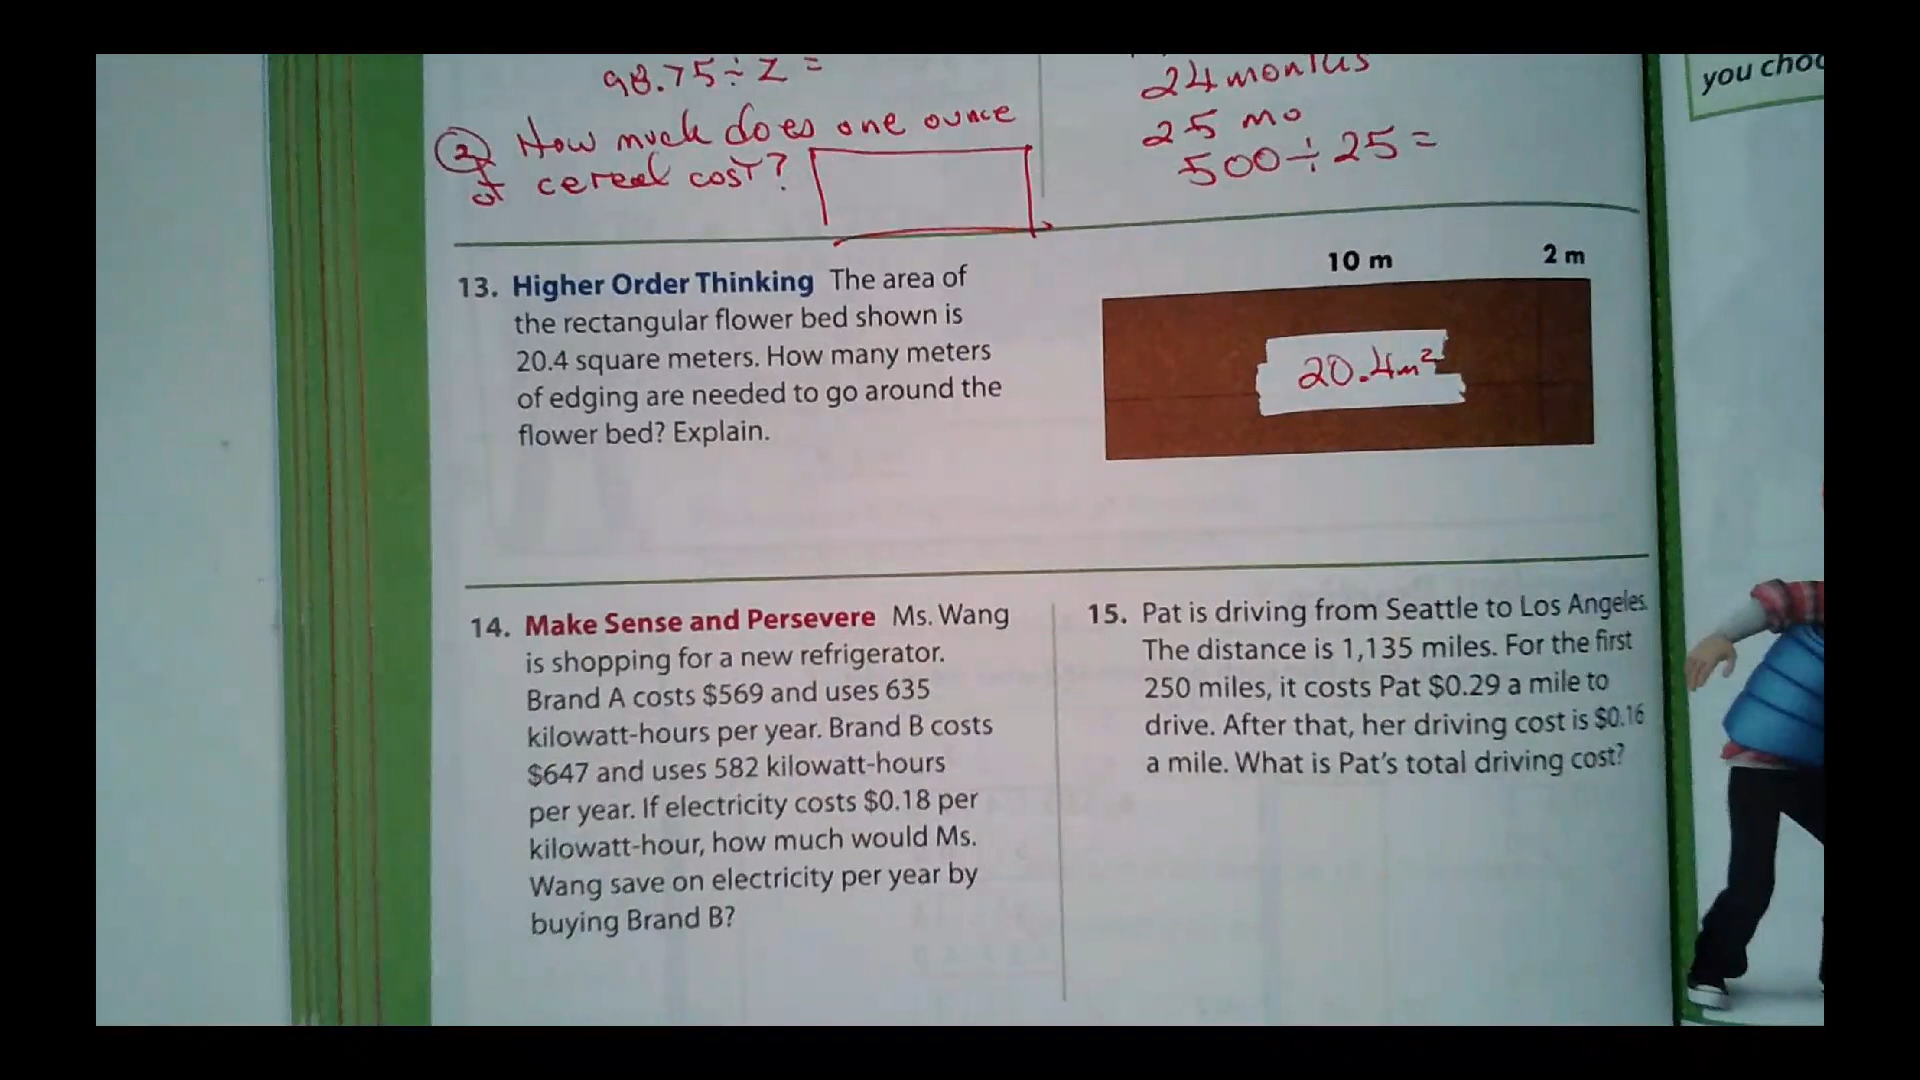 98.75÷Z=
② How much does one ounce
of cereal cost?
24 months
25 mo
500÷25=
you
13. Higher Order Thinking The area of
the rectangular flower bed shown is
20.4 square meters. How many meters
of edging are needed to go around the
flower bed? Explain.
10 m 2 m
20.4m²
14. Make Sense and Persevere Ms. Wang
is shopping for a new refrigerator.
Brand A costs $569 and uses 635
kilowatt-hours per year. Brand B costs
$647 and uses 582 kilowatt-hours
per year. If electricity costs $0.18 per
kilowatt-hour, how much would Ms.
Wang save on electricity per year by
buying Brand B?
15. Pat is driving from Seattle to Los Angeles.
The distance is 1,135 miles. For the first
250 miles, it costs Pat $0.29 a mile to
drive. After that, her driving cost is $0.16
a mile. What is Pat's total driving cost?